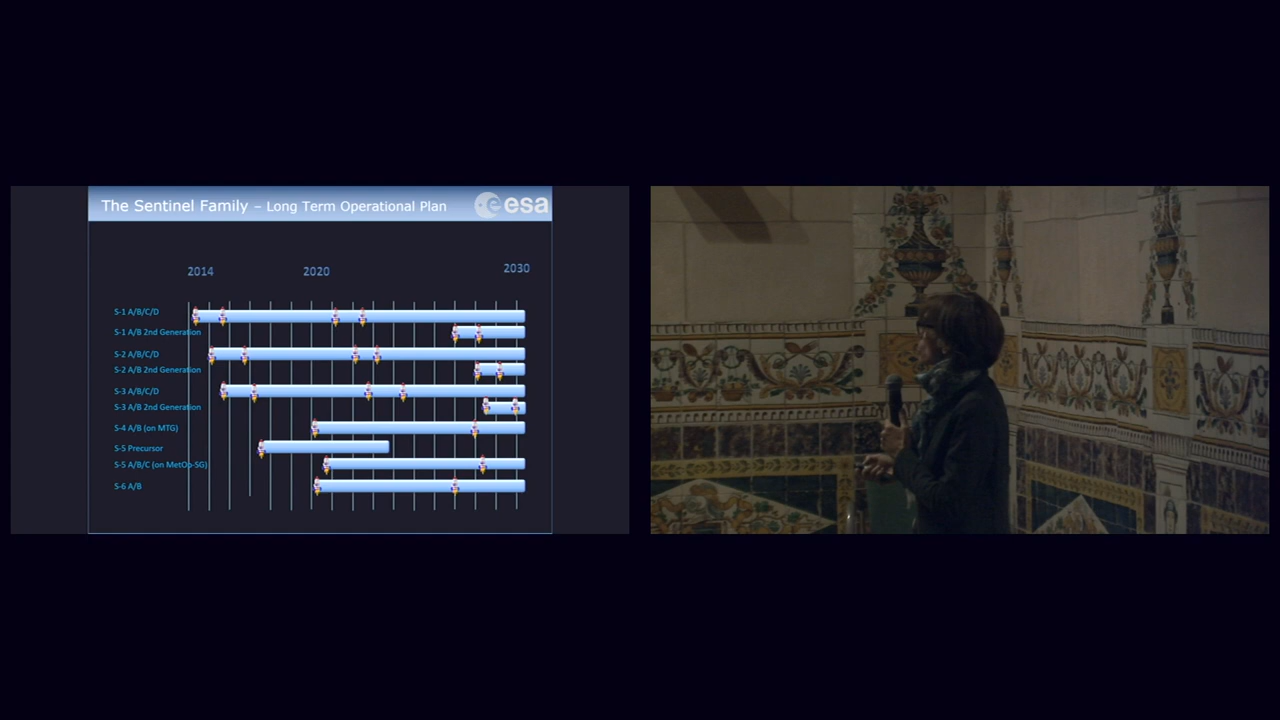 The Sentinel Family – Long Term Operational Plan
esa
2014 2020 2030
S-1 A/B/C/D
S-1 A/B 2nd Generation
S-2 A/B/C/D
S-2 A/B 2nd Generation
S-3 A/B/C/D
S-3 A/B 2nd Generation
S-4 A/B (on MTG)
S-5 Precursor
S-5 A/B/C (on MetOp-SG)
S-6 A/B